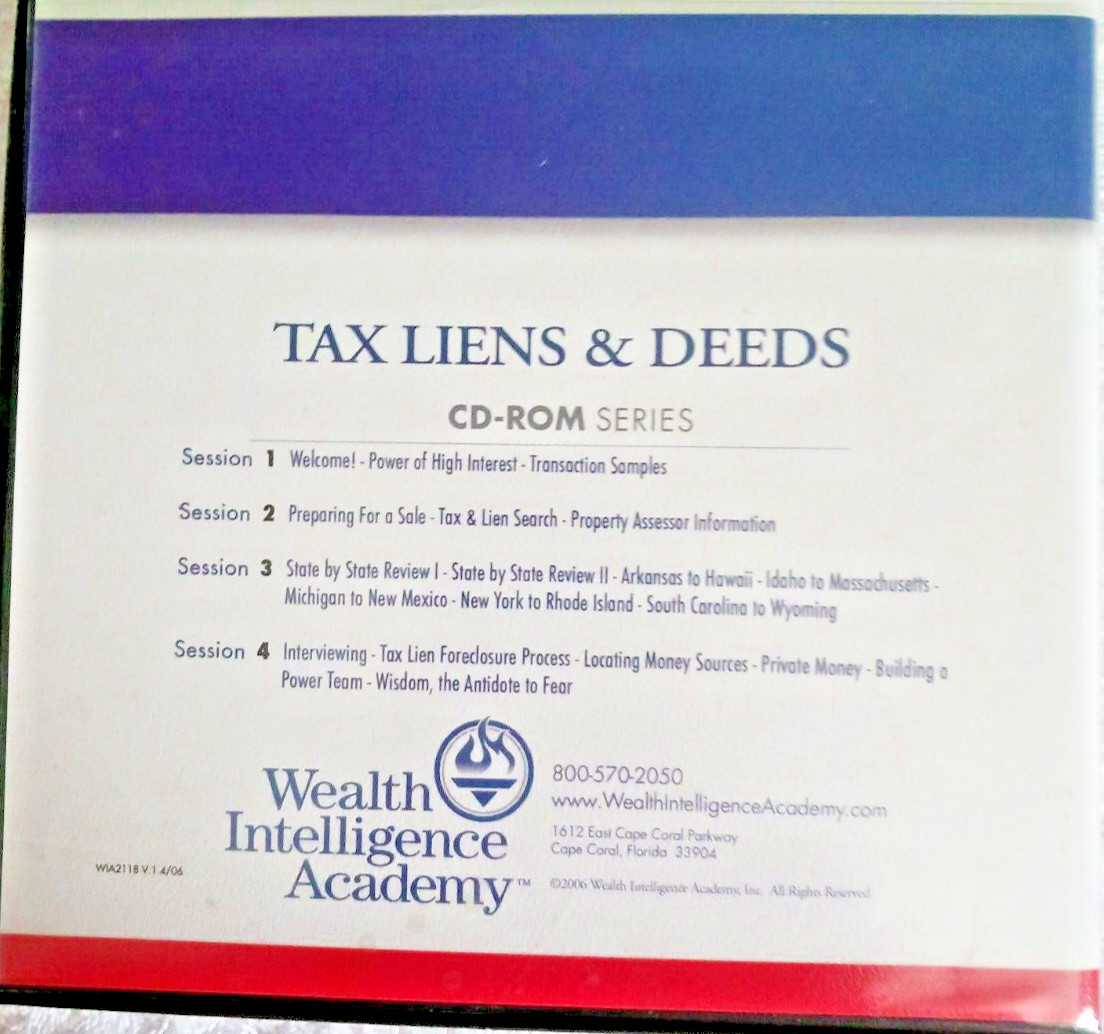 TAX LIENS & DEEDS
CD-ROM SERIES
Session 1 Welcome! - Power of High Interest - Transaction Samples
Session 2 Preparing For a Sale - Tax & Lien Search - Property Assessor Information
Session 3 State by State Review I - State by State Review II - Arkansas to Hawaii - Idaho to Massachusetts -
Michigan to New Mexico - New York to Rhode Island - South Carolina to Wyoming
Session 4 Interviewing - Tax Lien Foreclosure Process - Locating Money Sources - Private Money - Building a
Power Team - Wisdom, the Antidote to Fear
Wealth
Intelligence
Academy™
800-570-2050
www.WealthIntelligenceAcademy.com
1612 East Cape Coral Parkway
Cape Coral, Florida 33904
©2006 Wealth Intelligence Academy, Inc. All Rights Reserved.
WIA2118 V.1 4/06